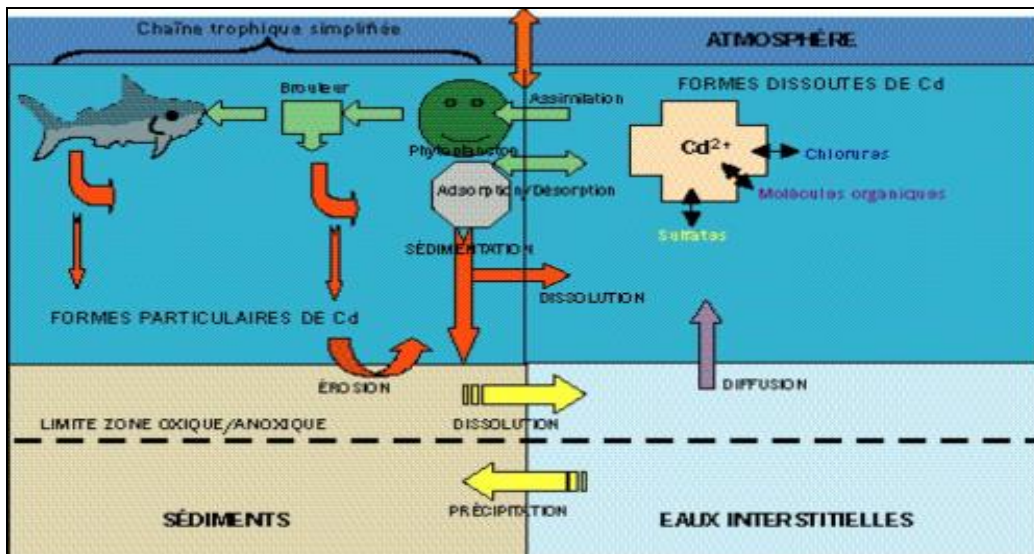 Chaîne trophique simplifiée
ATMOSPHÈRE
FORMES DISSOUTES DE Cd
Brouteur
Assimilation
Phytoplancton
Cd²⁺
Chlorures
Molécules organiques
Sulfates
Adsorption/Désorption
SÉDIMENTATION
DISSOLUTION
FORMES PARTICULAIRES DE Cd
ÉROSION
DIFFUSION
LIMITE ZONE OXIQUE/ANOXIQUE
DISSOLUTION
PRÉCIPITATION
SÉDIMENTS
EAUX INTERSTITIELLES